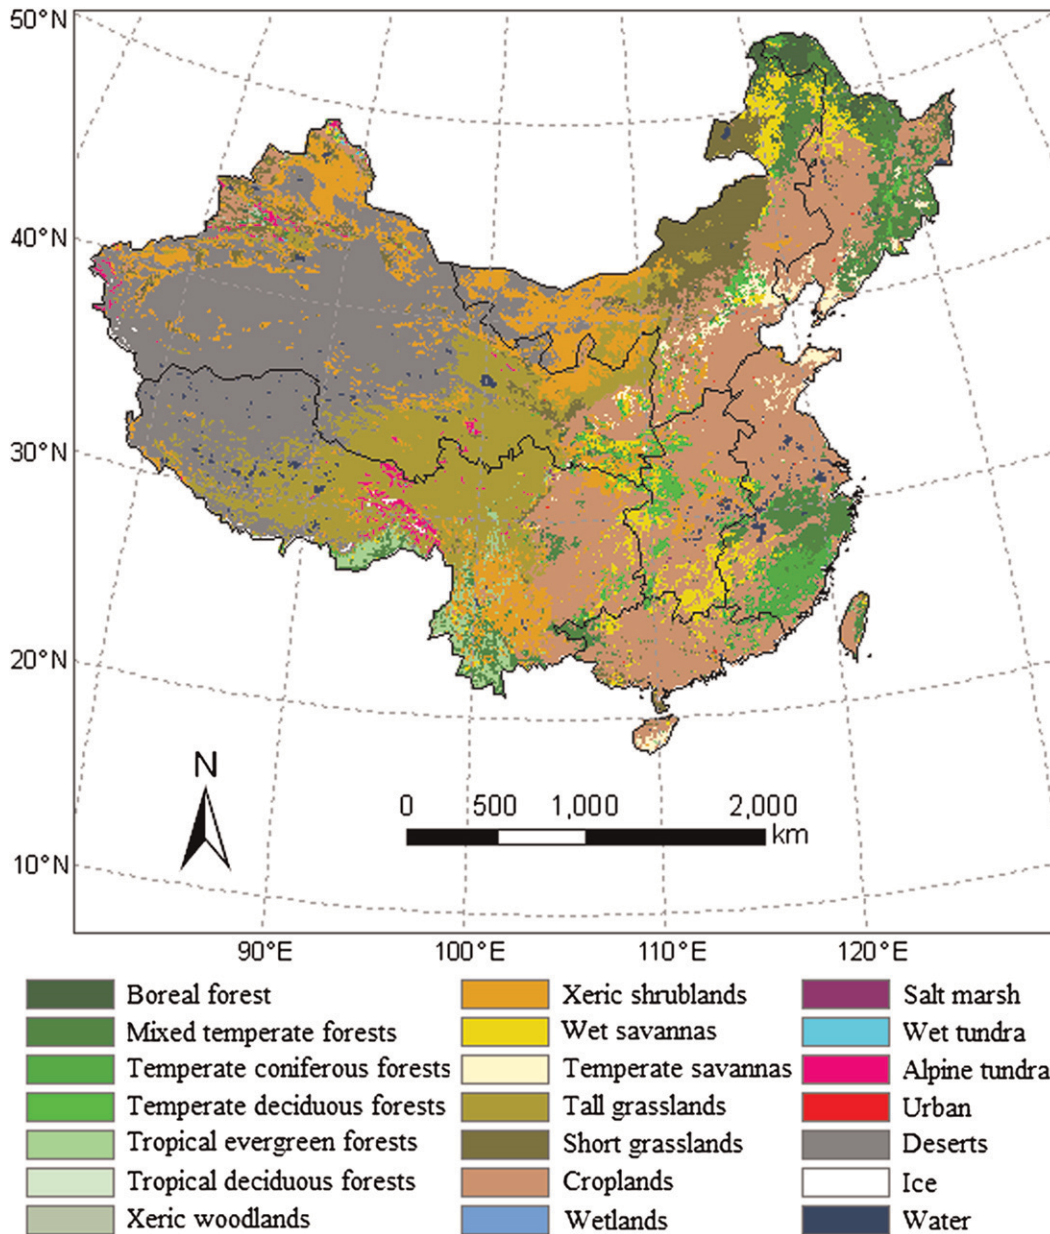 50°N
40°N
30°N
20°N
10°N
N
0 500 1,000 2,000
km
90°E 100°E 110°E 120°E
Boreal forest
Mixed temperate forests
Temperate coniferous forests
Temperate deciduous forests
Tropical evergreen forests
Tropical deciduous forests
Xeric woodlands
Xeric shrublands
Wet savannas
Temperate savannas
Tall grasslands
Short grasslands
Croplands
Wetlands
Salt marsh
Wet tundra
Alpine tundra
Urban
Deserts
Ice
Water